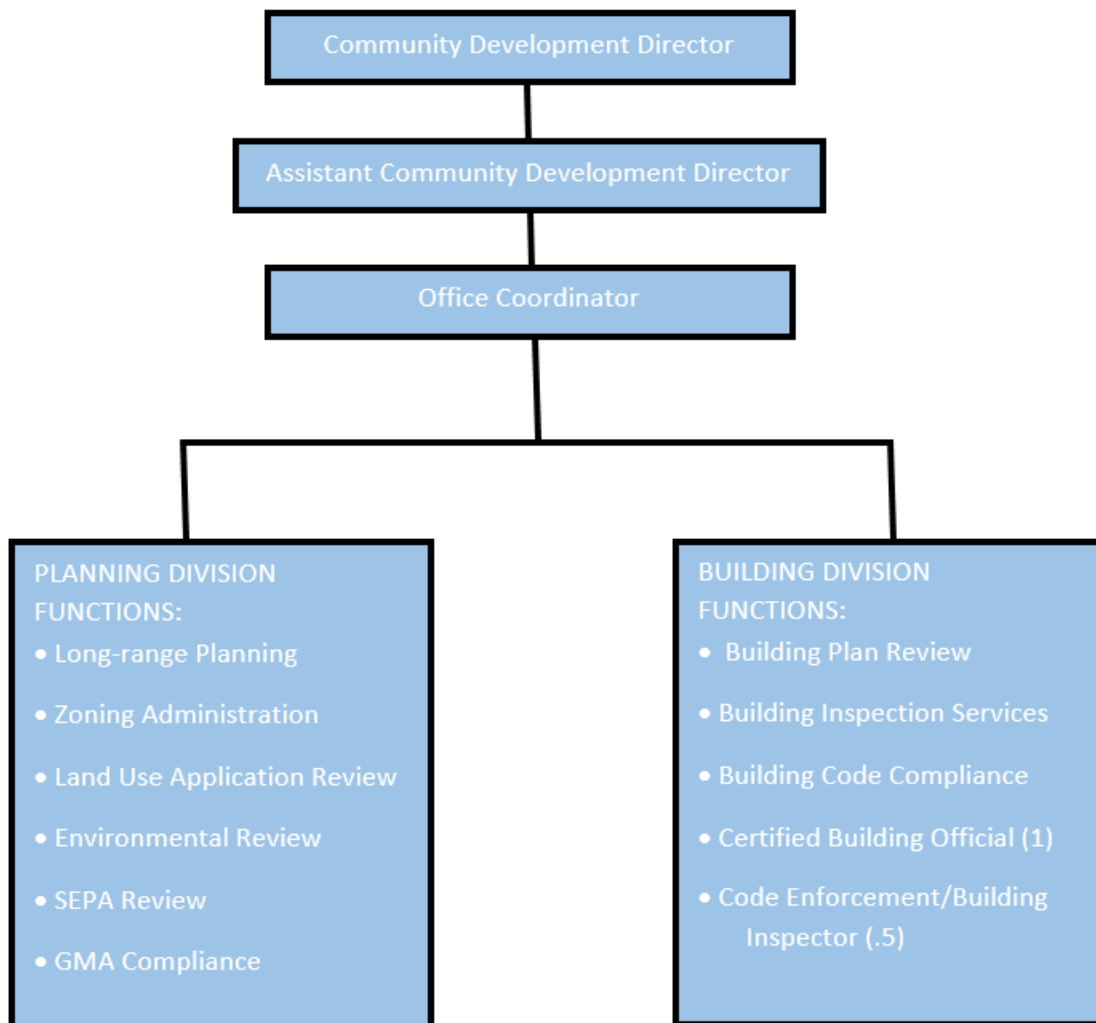 Community Development Director
Assistant Community Development Director
Office Coordinator
PLANNING DIVISION
FUNCTIONS:
• Long-range Planning
• Zoning Administration
• Land Use Application Review
• Environmental Review
• SEPA Review
• GMA Compliance
BUILDING DIVISION
FUNCTIONS:
• Building Plan Review
• Building Inspection Services
• Building Code Compliance
• Certified Building Official (1)
• Code Enforcement/Building
Inspector (.5)